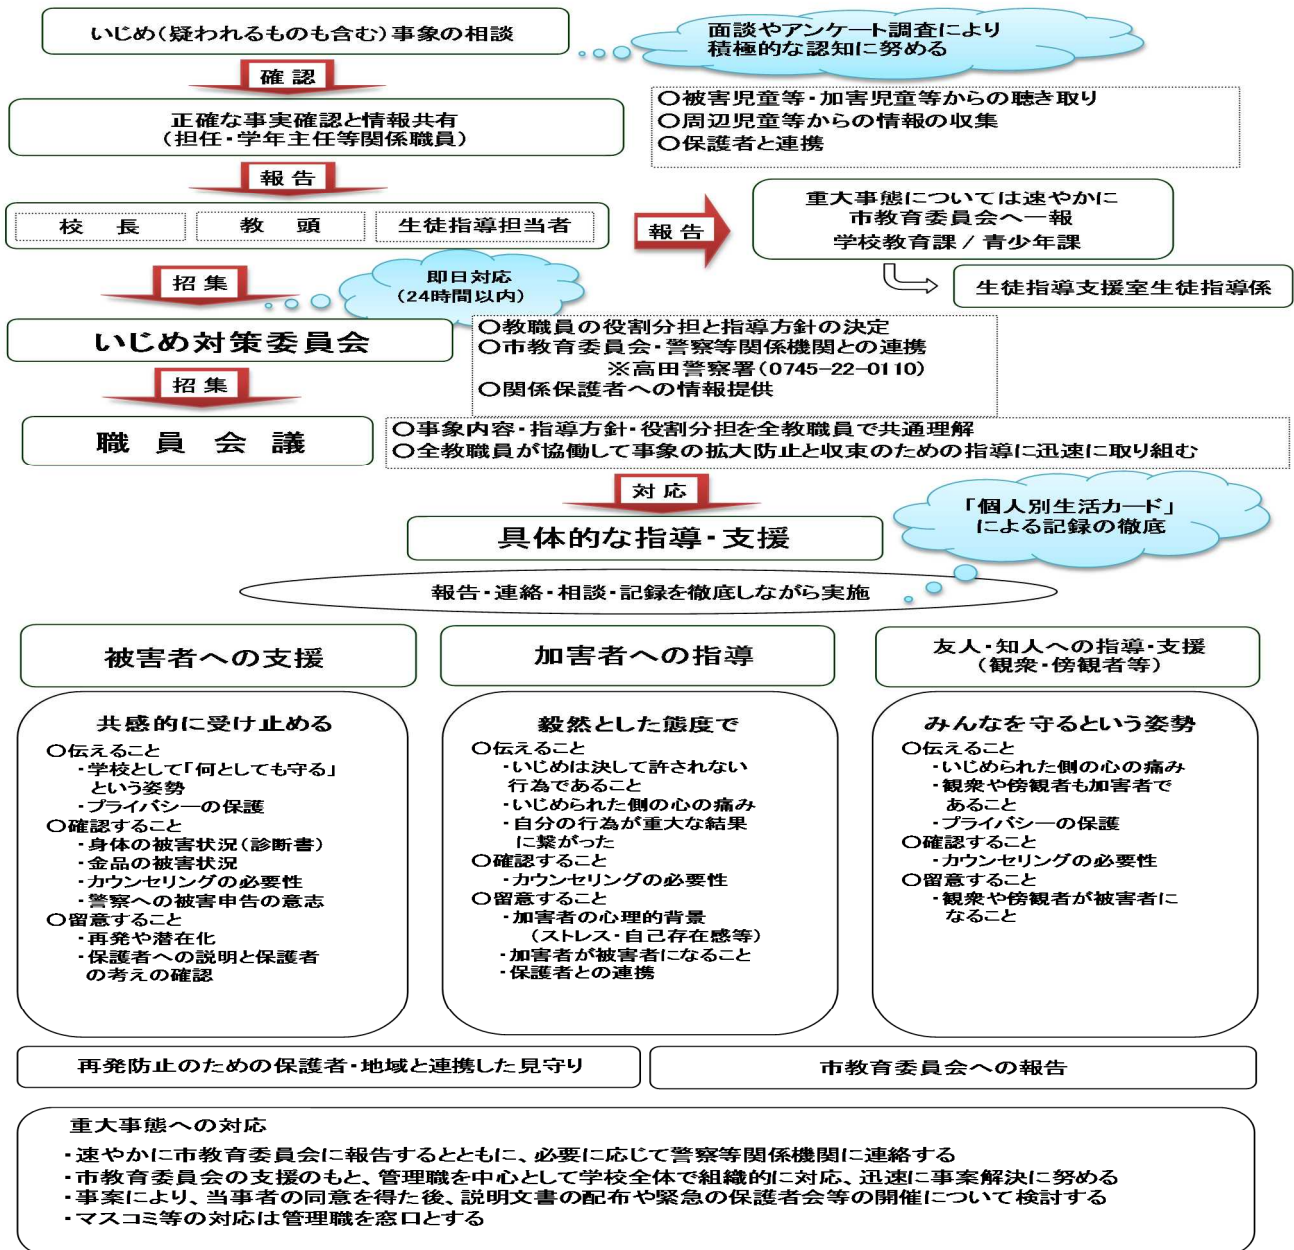 いじめ(疑われるものも含む)事象の相談
面談やアンケート調査により
積極的な認知に努める
確 認
正確な事実確認と情報共有
(担任・学年主任等関係職員)
〇被害児童等・加害児童等からの聴き取り
〇周辺児童等からの情報の収集
〇保護者と連携
報 告
校 長
教 頭
生徒指導担当者
報 告
重大事態については速やかに
市教育委員会へ一報
学校教育課 / 青少年課
生徒指導支援室生徒指導係
招 集
即日対応
(24時間以内)
いじめ対策委員会
〇教職員の役割分担と指導方針の決定
〇市教育委員会・警察等関係機関との連携
※高田警察署(0745-22-0110)
〇関係保護者への情報提供
招 集
職 員 会 議
〇事象内容・指導方針・役割分担を全教職員で共通理解
〇全教職員が協働して事象の拡大防止と収束のための指導に迅速に取り組む
対 応
具体的な指導・支援
「個人別生活カード」
による記録の徹底
報告・連絡・相談・記録を徹底しながら実施
被害者への支援
共感的に受け止める
〇伝えること
・学校として「何としても守る」
という姿勢
・プライバシーの保護
〇確認すること
・身体の被害状況(診断書)
・金品の被害状況
・カウンセリングの必要性
・警察への被害申告の意志
〇留意すること
・再発や潜在化
・保護者への説明と保護者
の考えの確認
加害者への指導
毅然とした態度で
〇伝えること
・いじめは決して許されない
行為であること
・いじめられた側の心の痛み
・自分の行為が重大な結果
に繋がった
〇確認すること
・カウンセリングの必要性
〇留意すること
・加害者の心理的背景
(ストレス・自己存在感等)
・加害者が被害者になること
・保護者との連携
友人・知人への指導・支援
(観衆・傍観者等)
みんなを守るという姿勢
〇伝えること
・いじめられた側の心の痛み
・観衆や傍観者も加害者で
あること
・プライバシーの保護
〇確認すること
・カウンセリングの必要性
〇留意すること
・観衆や傍観者が被害者に
なること
再発防止のための保護者・地域と連携した見守り
市教育委員会への報告
重大事態への対応
・速やかに市教育委員会に報告するとともに、必要に応じて警察等関係機関に連絡する
・市教育委員会の支援のもと、管理職を中心として学校全体で組織的に対応、迅速に事案解決に努める
・事案により、当事者の同意を得た後、説明文書の配布や緊急の保護者会等の開催について検討する
・マスコミ等の対応は管理職を窓口とする